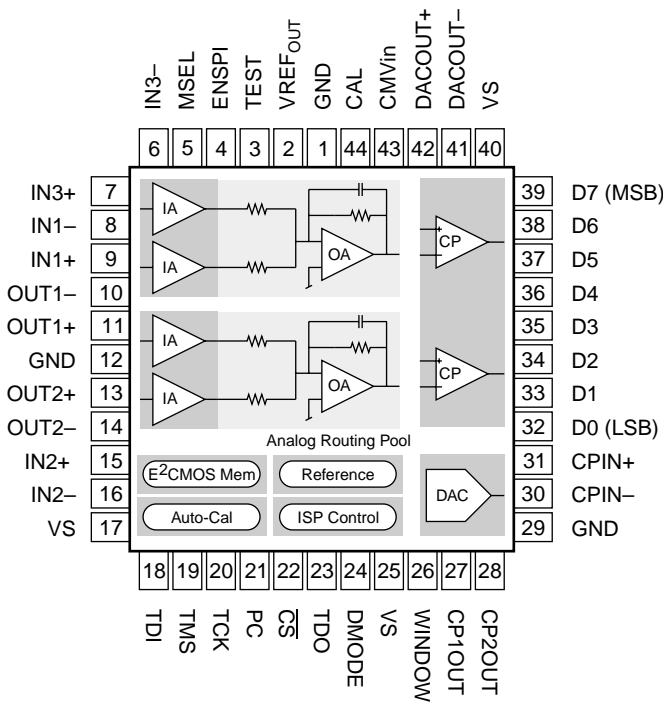 IN3–
MSEL
ENSPI
TEST
VREFOUT
GND
CAL
CMVin
DACOUT+
DACOUT–
VS
6 5 4 3 2 1 44 43 42 41 40
IN3+ 7
IN1– 8
IN1+ 9
OUT1– 10
OUT1+ 11
GND 12
OUT2+ 13
OUT2– 14
IN2+ 15
IN2– 16
VS 17
IA
IA
OA
IA
IA
OA
CP
CP
Analog Routing Pool
E2CMOS Mem
Reference
Auto-Cal
ISP Control
DAC
39 D7 (MSB)
38 D6
37 D5
36 D4
35 D3
34 D2
33 D1
32 D0 (LSB)
31 CPIN+
30 CPIN–
29 GND
18 19 20 21 22 23 24 25 26 27 28
TDI
TMS
TCK
PC
CS
TDO
DMODE
VS
WINDOW
CP1OUT
CP2OUT